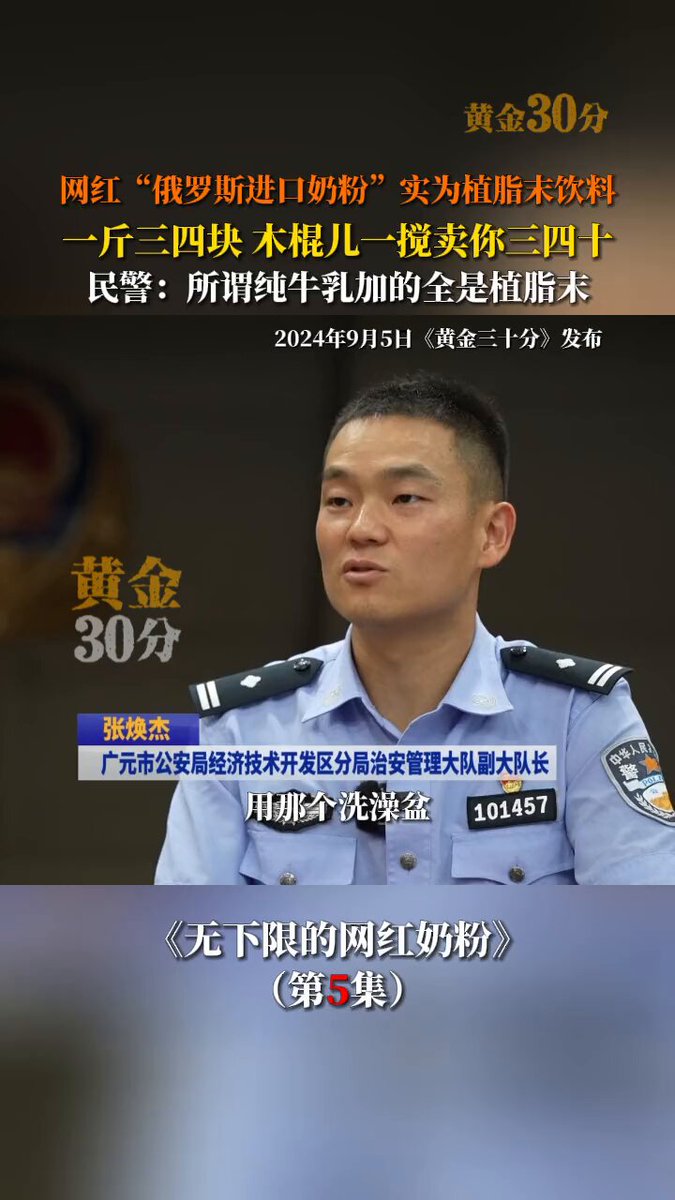 黄金30分
网红“俄罗斯进口奶粉”实为植脂末饮料
一斤三四块 木棍儿一搅卖你三四十
民警：所谓纯牛乳加的全是植脂末
2024年9月5日《黄金三十分》发布
黄金
30分
张焕杰
广元市公安局经济技术开发区分局治安管理大队副大队长
用那个洗澡盆
101457
中华人民
警
《无下限的网红奶粉》
（第5集）